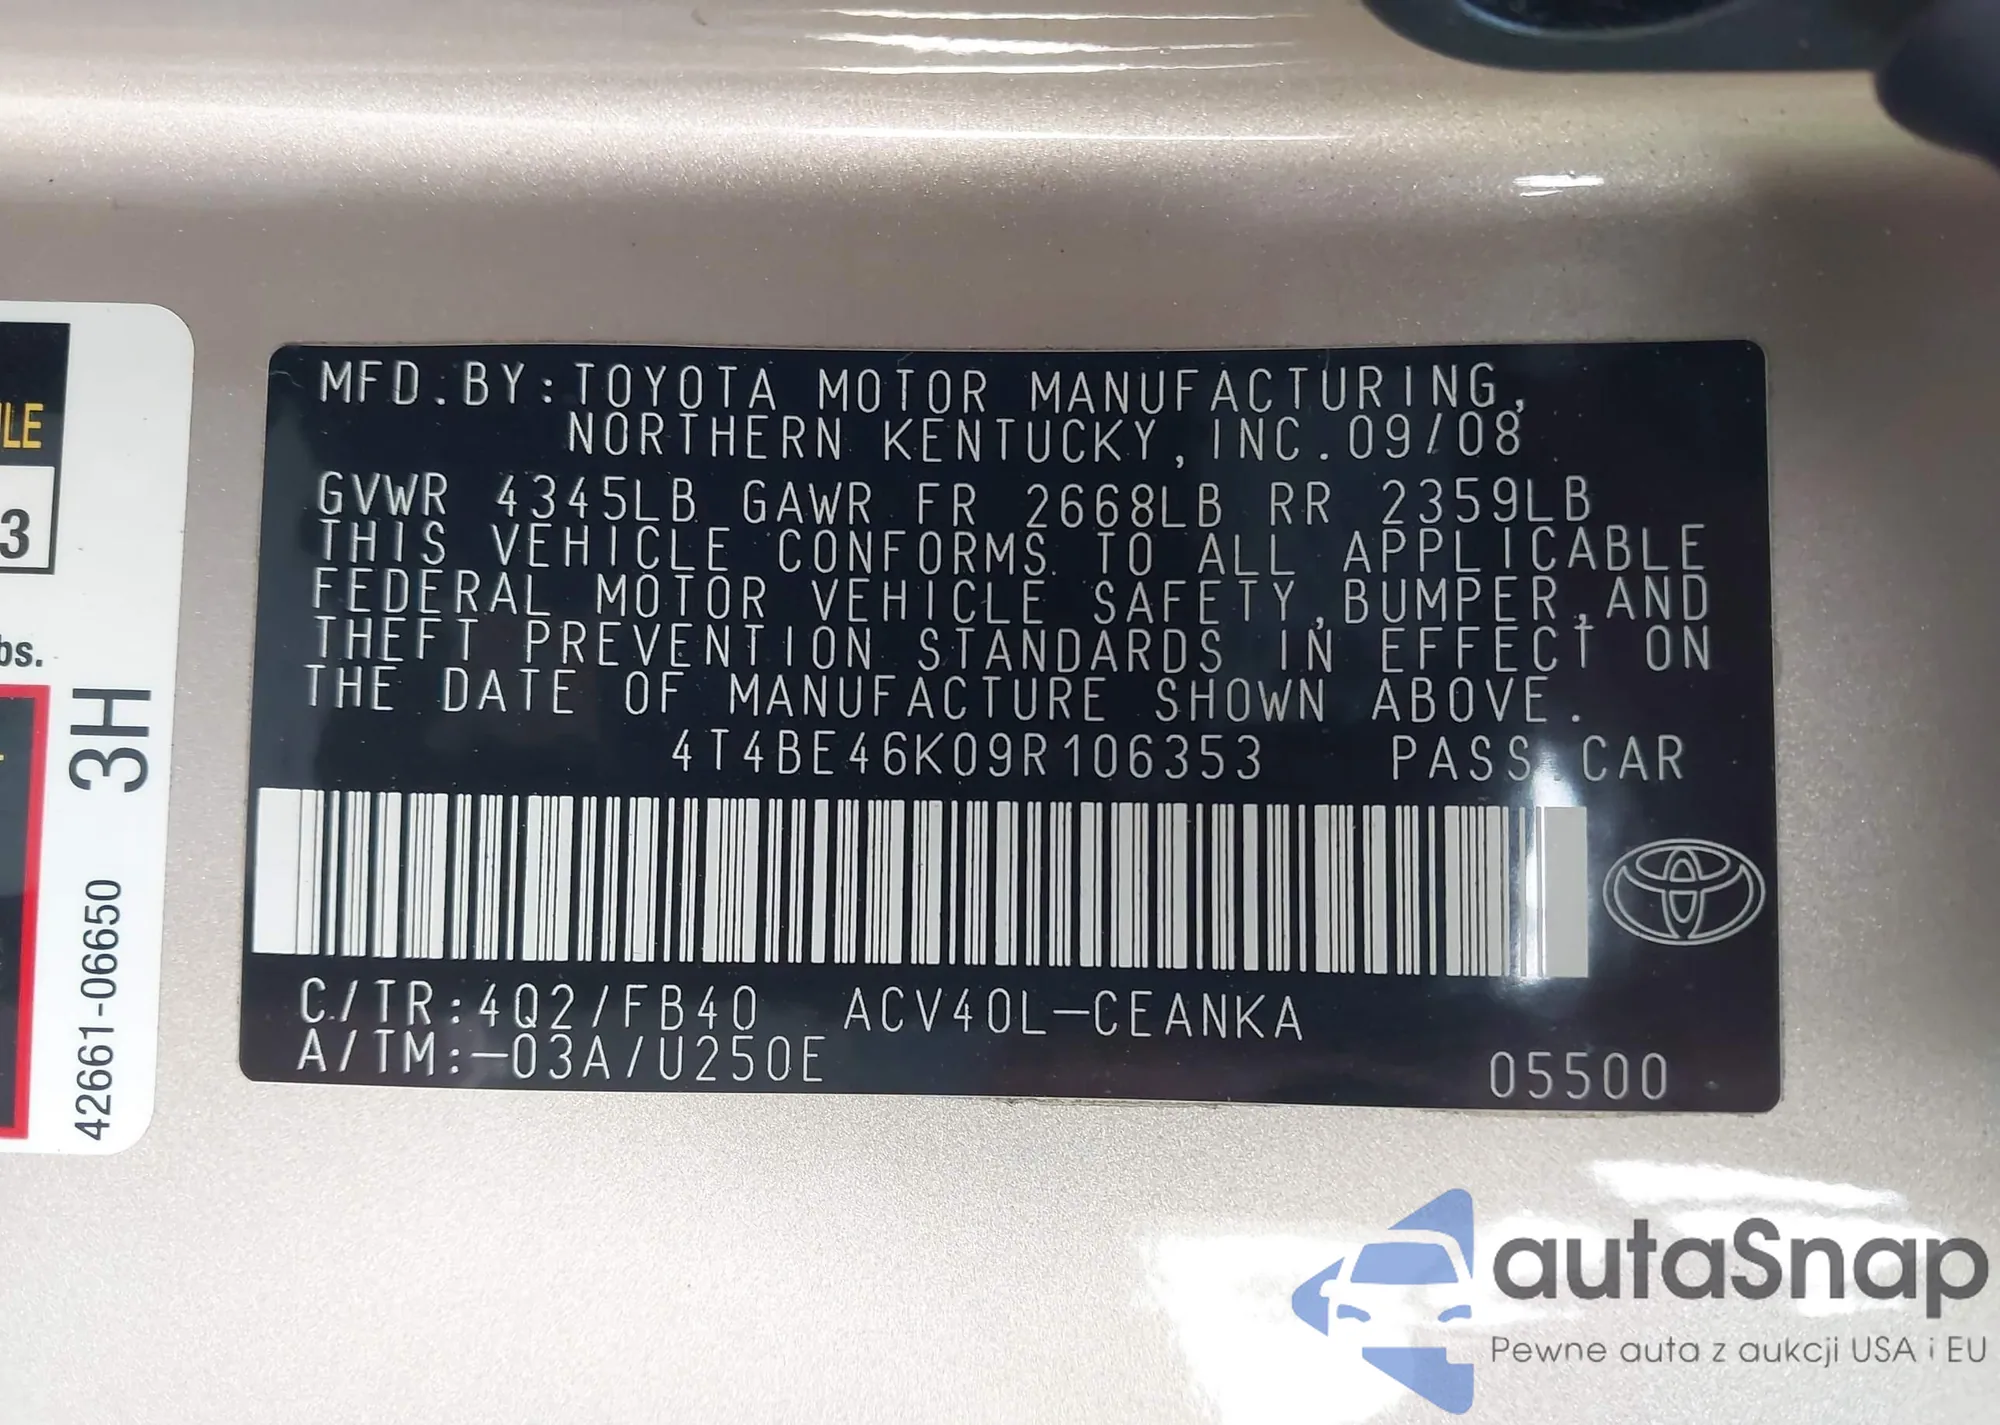 MFD.BY:TOYOTA MOTOR MANUFACTURING,
NORTHERN KENTUCKY, INC.09/08
GVWR 4345LB GAWR FR 2668LB RR 2359LB
THIS VEHICLE CONFORMS TO ALL APPLICABLE
FEDERAL MOTOR VEHICLE SAFETY,BUMPER,AND
THEFT PREVENTION STANDARDS IN EFFECT ON
THE DATE OF MANUFACTURE SHOWN ABOVE.
4T4BE46K09R106353 PASS CAR
C/TR:4Q2/FB40 ACV40L-CEANKA
A/TM:-03A/U250E
05500
LE
3
bs.
42661-06650 3H
autaSnap
Pewne auta z aukcji USA i EU